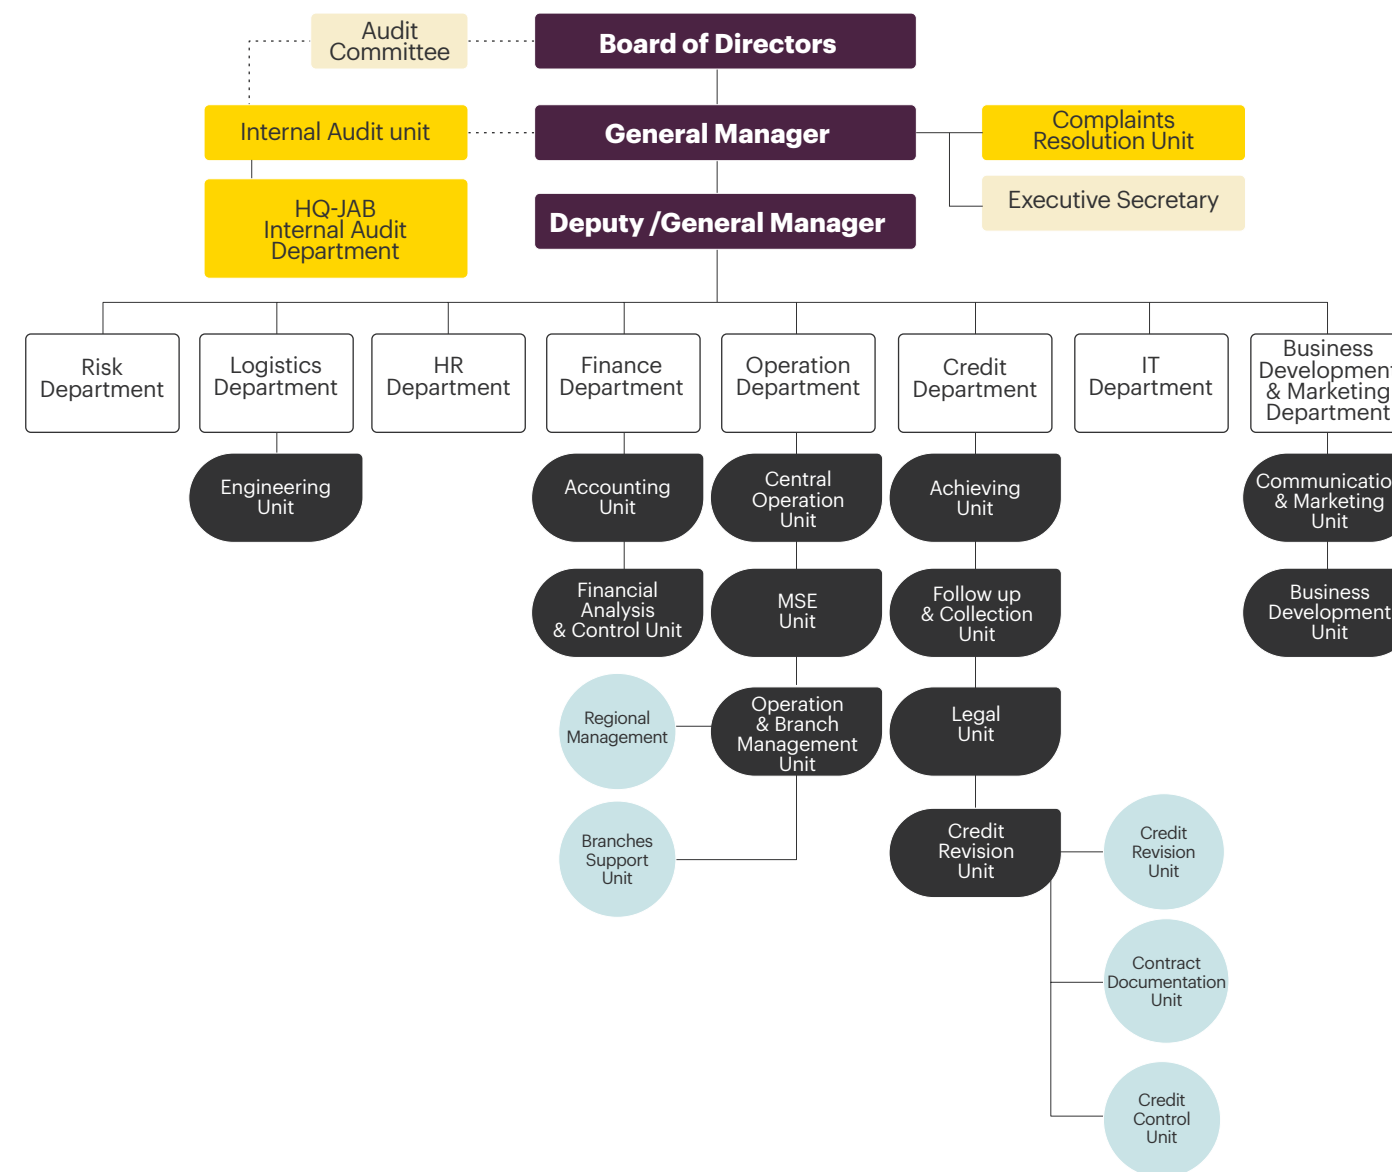 Audit
Committee
Board of Directors
Internal Audit unit
General Manager
Complaints
Resolution Unit
HQ-JAB
Internal Audit
Department
Deputy /General Manager
Executive Secretary
Risk
Department
Logistics
Department
HR
Department
Finance
Department
Operation
Department
Credit
Department
IT
Department
Business
Development
& Marketing
Department
Engineering
Unit
Accounting
Unit
Central
Operation
Unit
Achieving
Unit
Communicatio
& Marketing
Unit
Financial
Analysis
& Control Unit
MSE
Unit
Follow up
& Collection
Unit
Business
Development
Unit
Regional
Management
Operation
& Branch
Management
Unit
Legal
Unit
Branches
Support
Unit
Credit
Revision
Unit
Credit
Revision
Unit
Contract
Documentation
Unit
Credit
Control
Unit